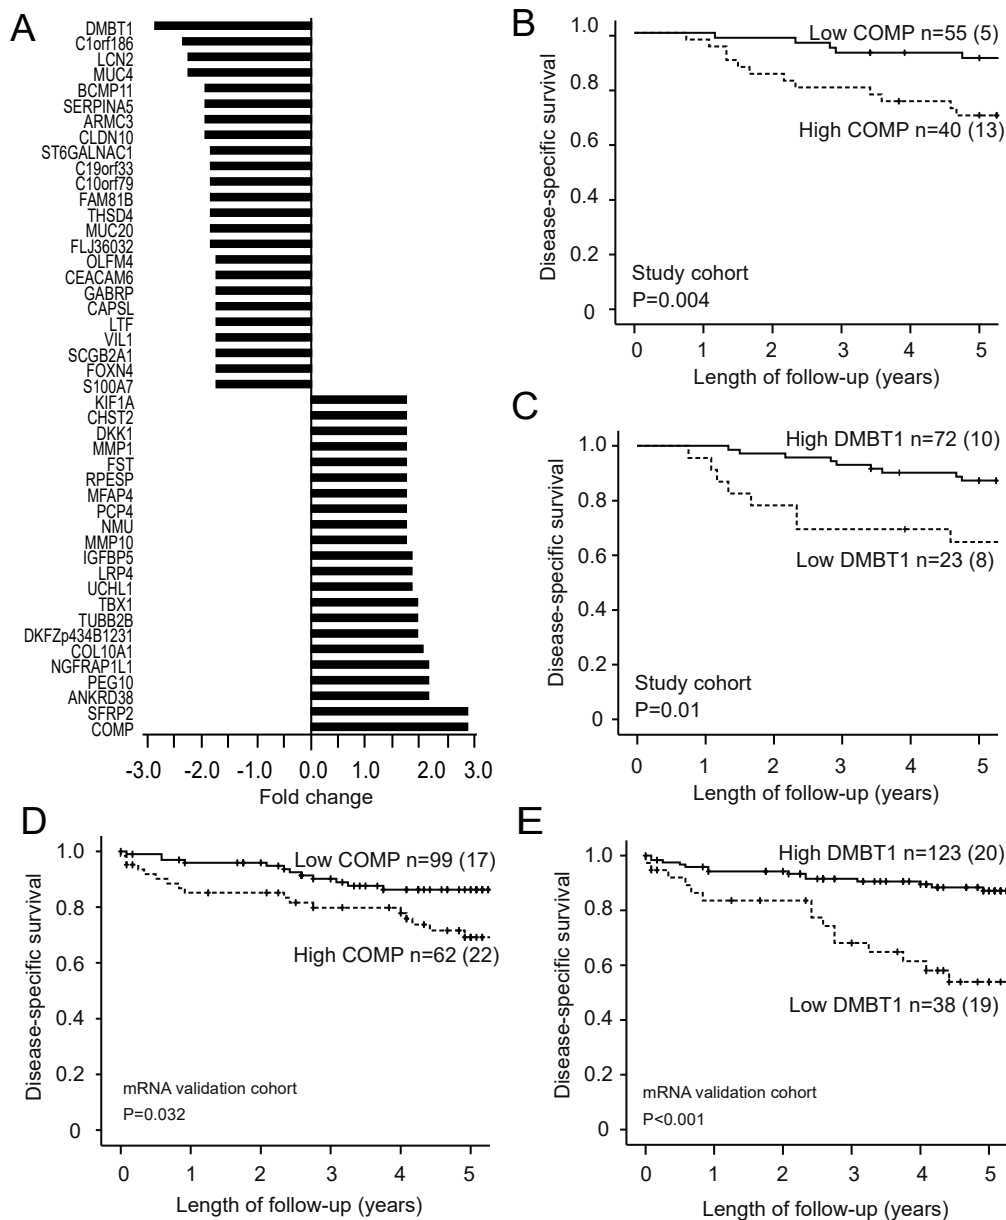 A
DMBT1
C1orf186
LCN2
MUC4
BCMP11
SERPINA5
ARMC3
CLDN10
ST6GALNAC1
C19orf33
C10orf79
FAM81B
THSD4
MUC20
FLJ36032
OLFM4
CEACAM6
GABRP
CAPSL
LTF
VIL1
SCGB2A1
FOXN4
S100A7
KIF1A
CHST2
DKK1
MMP1
FST
RPESP
MFAP4
PCP4
NMU
MMP10
IGFBP5
LRP4
UCHL1
TBX1
TUBB2B
DKFZp434B1231
COL10A1
NGFRAP1L1
PEG10
ANKRD38
SFRP2
COMP
-3.0 -2.0 -1.0 0.0 1.0 2.0 3.0
Fold change
B
Disease-specific survival
1.0
0.8
0.6
0.4
0.2
0
Low COMP n=55 (5)
High COMP n=40 (13)
Study cohort
P=0.004
0 1 2 3 4 5
Length of follow-up (years)
C
Disease-specific survival
1.0
0.8
0.6
0.4
0.2
0
High DMBT1 n=72 (10)
Low DMBT1 n=23 (8)
Study cohort
P=0.01
0 1 2 3 4 5
Length of follow-up (years)
D
Disease-specific survival
1.0
0.8
0.6
0.4
0.2
0
Low COMP n=99 (17)
High COMP n=62 (22)
mRNA validation cohort
P=0.032
0 1 2 3 4 5
Length of follow-up (years)
E
Disease-specific survival
1.0
0.8
0.6
0.4
0.2
0
High DMBT1 n=123 (20)
Low DMBT1 n=38 (19)
mRNA validation cohort
P<0.001
0 1 2 3 4 5
Length of follow-up (years)